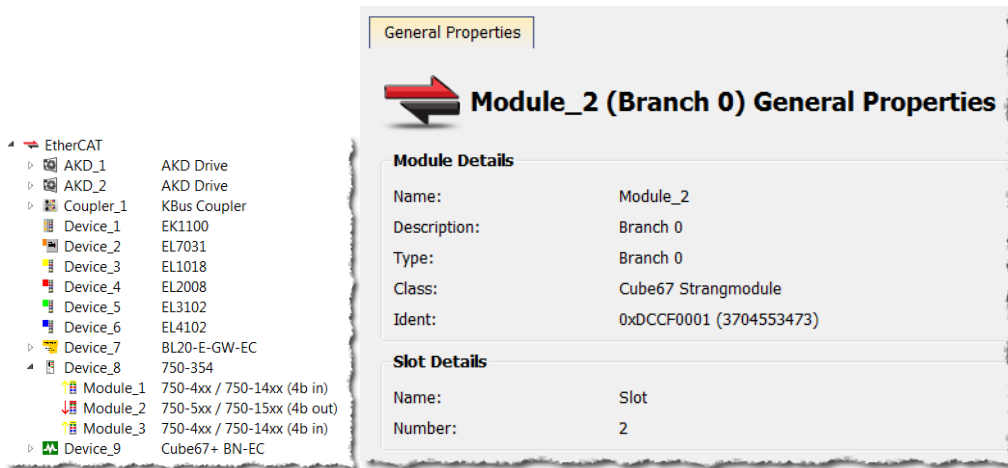 EtherCAT
AKD_1 AKD Drive
AKD_2 AKD Drive
Coupler_1 KBus Coupler
Device_1 EK1100
Device_2 EL7031
Device_3 EL1018
Device_4 EL2008
Device_5 EL3102
Device_6 EL4102
Device_7 BL20-E-GW-EC
Device_8 750-354
Module_1 750-4xx / 750-14xx (4b in)
Module_2 750-5xx / 750-15xx (4b out)
Module_3 750-4xx / 750-14xx (4b in)
Device_9 Cube67+ BN-EC
General Properties
Module_2 (Branch 0) General Properties
Module Details
Name: Module_2
Description: Branch 0
Type: Branch 0
Class: Cube67 Strangmodule
Ident: 0xDCCF0001 (3704553473)
Slot Details
Name: Slot
Number: 2